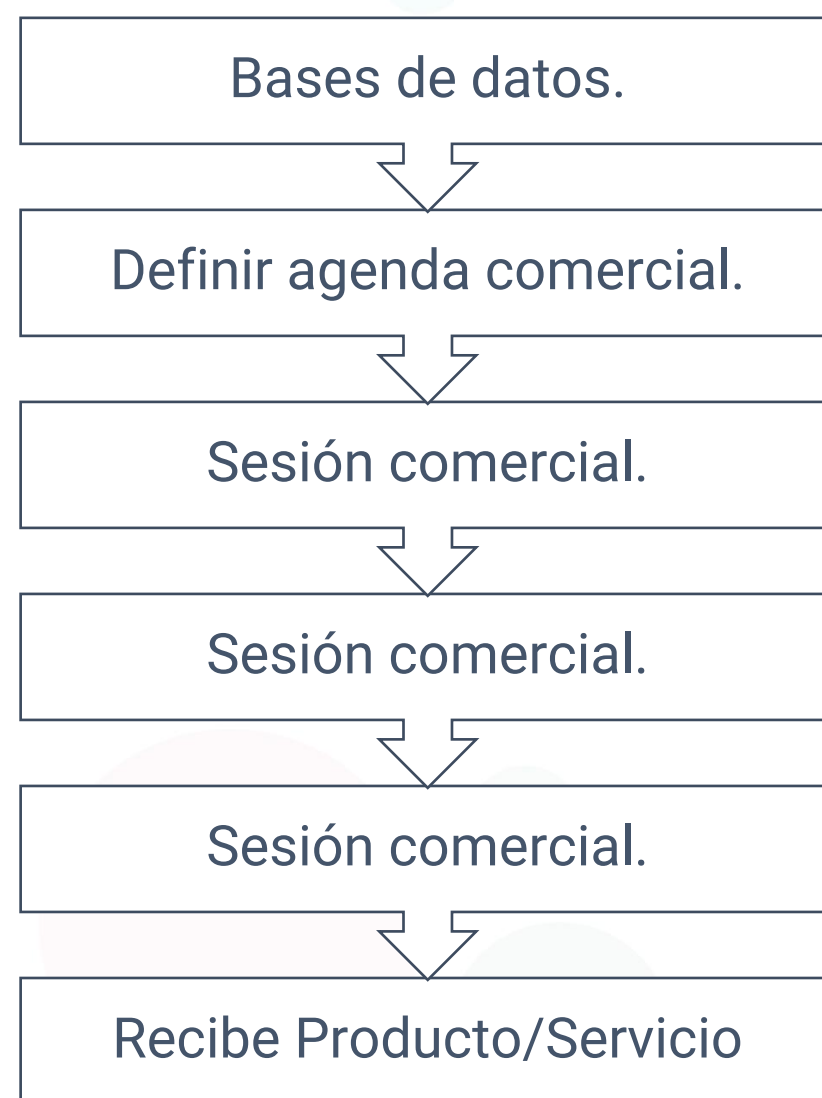 Bases de datos.
Definir agenda comercial.
Sesión comercial.
Sesión comercial.
Sesión comercial.
Recibe Producto/Servicio